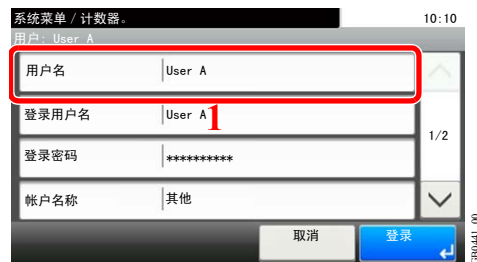 系统菜单 / 计数器。
10:10
用户: User A
用户名 User A
登录用户名 User A
1
1/2
登录密码 **********
帐户名称 其他
取消 登录